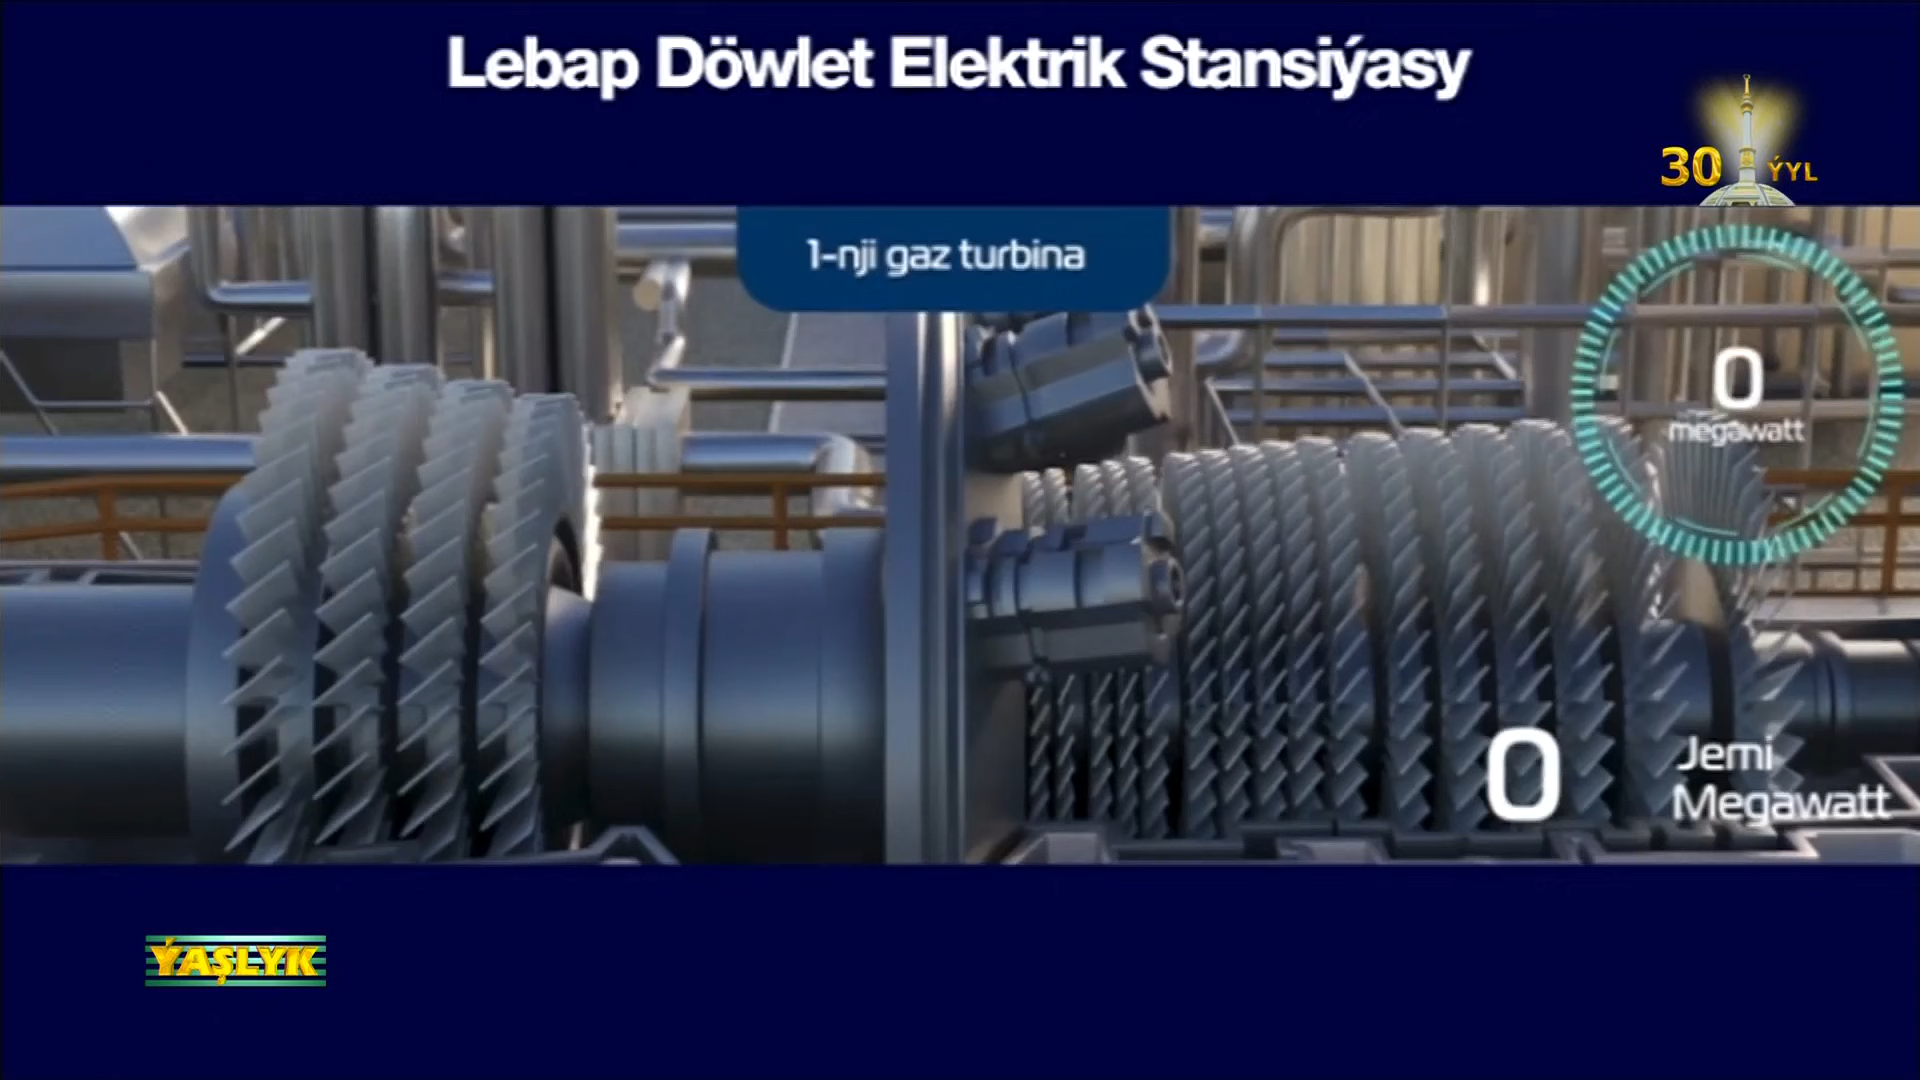 Lebap Döwlet Elektrik Stansiýasy
30 ÝYL
1-nji gaz turbina
0
megawatt
0 Jemi
Megawatt
ÝAŞLYK